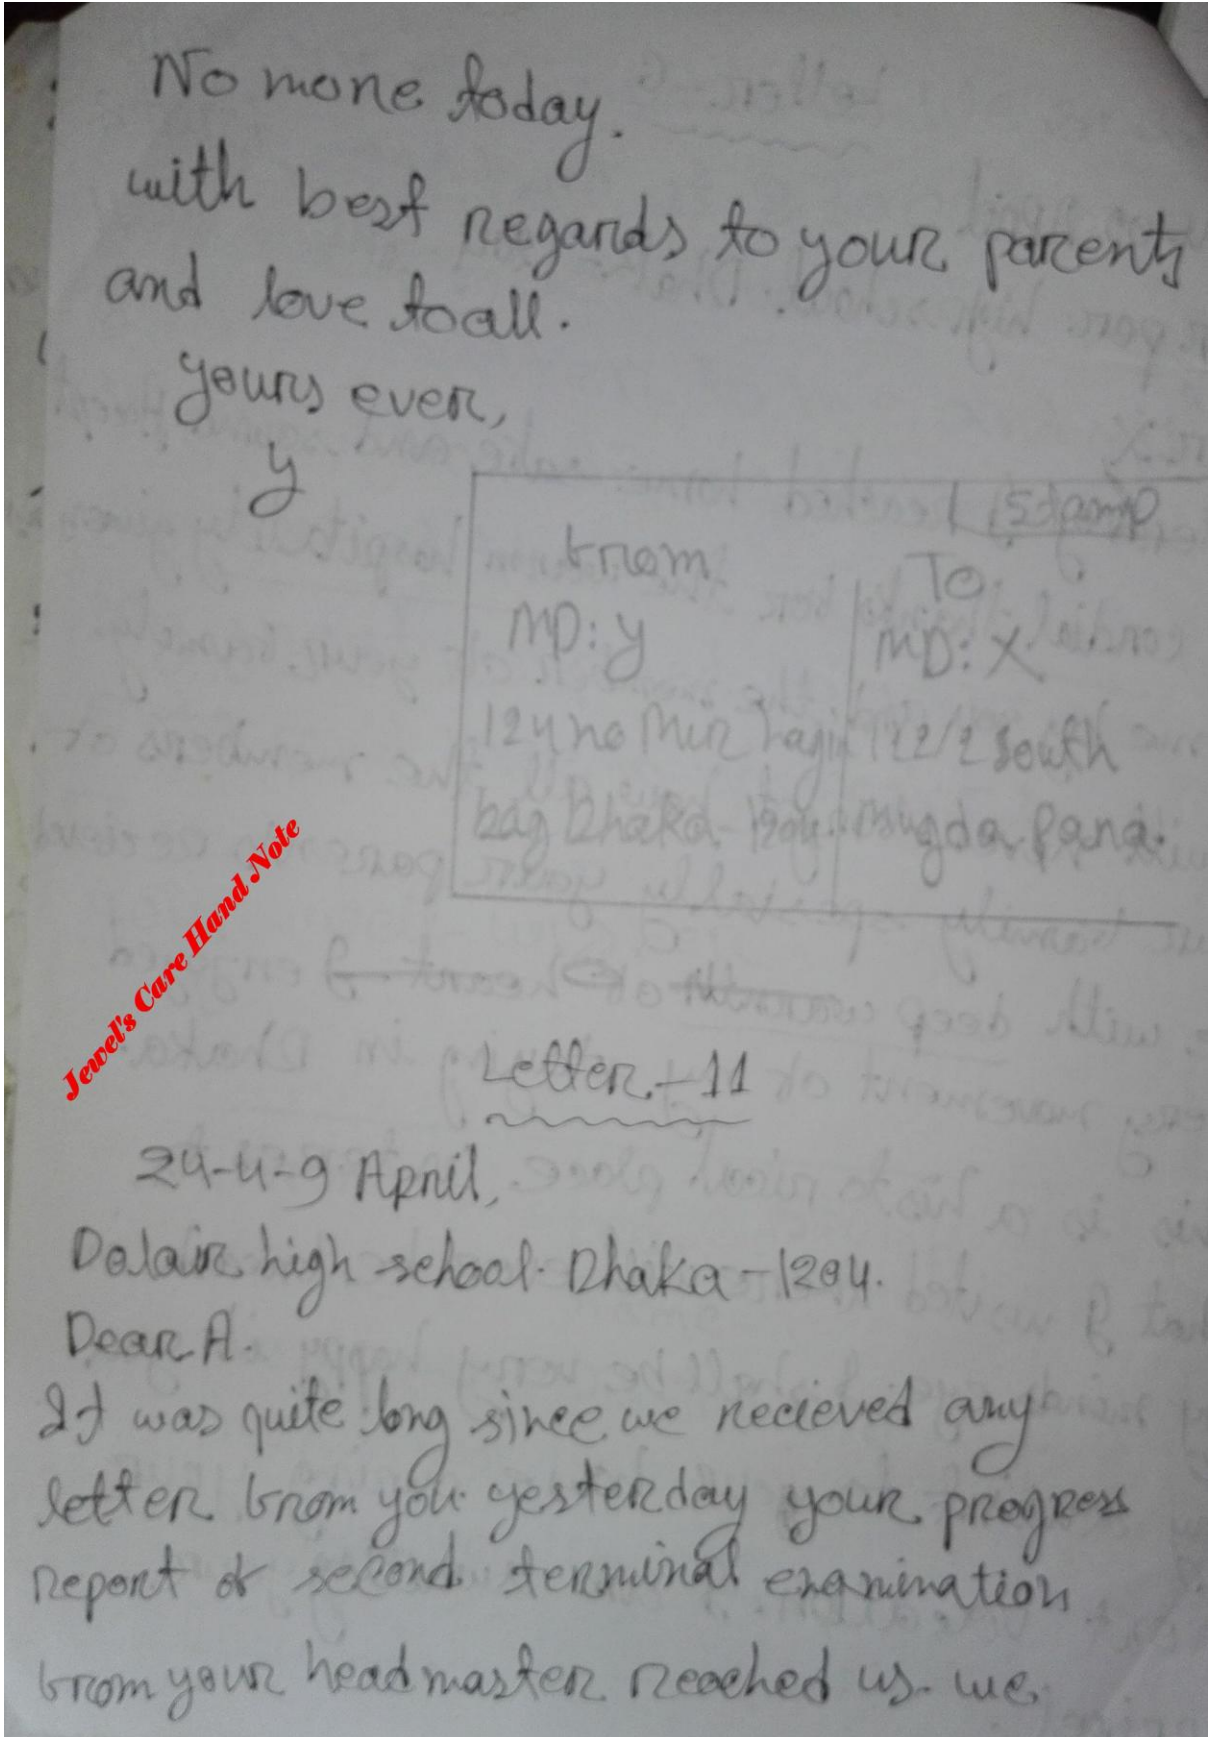 No more today.
with best regards to your parents
and love to all.
yours ever,
y
Stamp
from
MD: y
124 no Mir hagir
bag Dhaka. 1204.
To
MD: X
122/2 South
mugda para.
Jewel's Care Hand Note
Letter - 11
24-4-9 April,
Dolair high school. Dhaka - 1204.
Dear A.
It was quite long since we recieved any
letter from you. yesterday your progress
report of second terminal examination
from your headmaster reached us. we